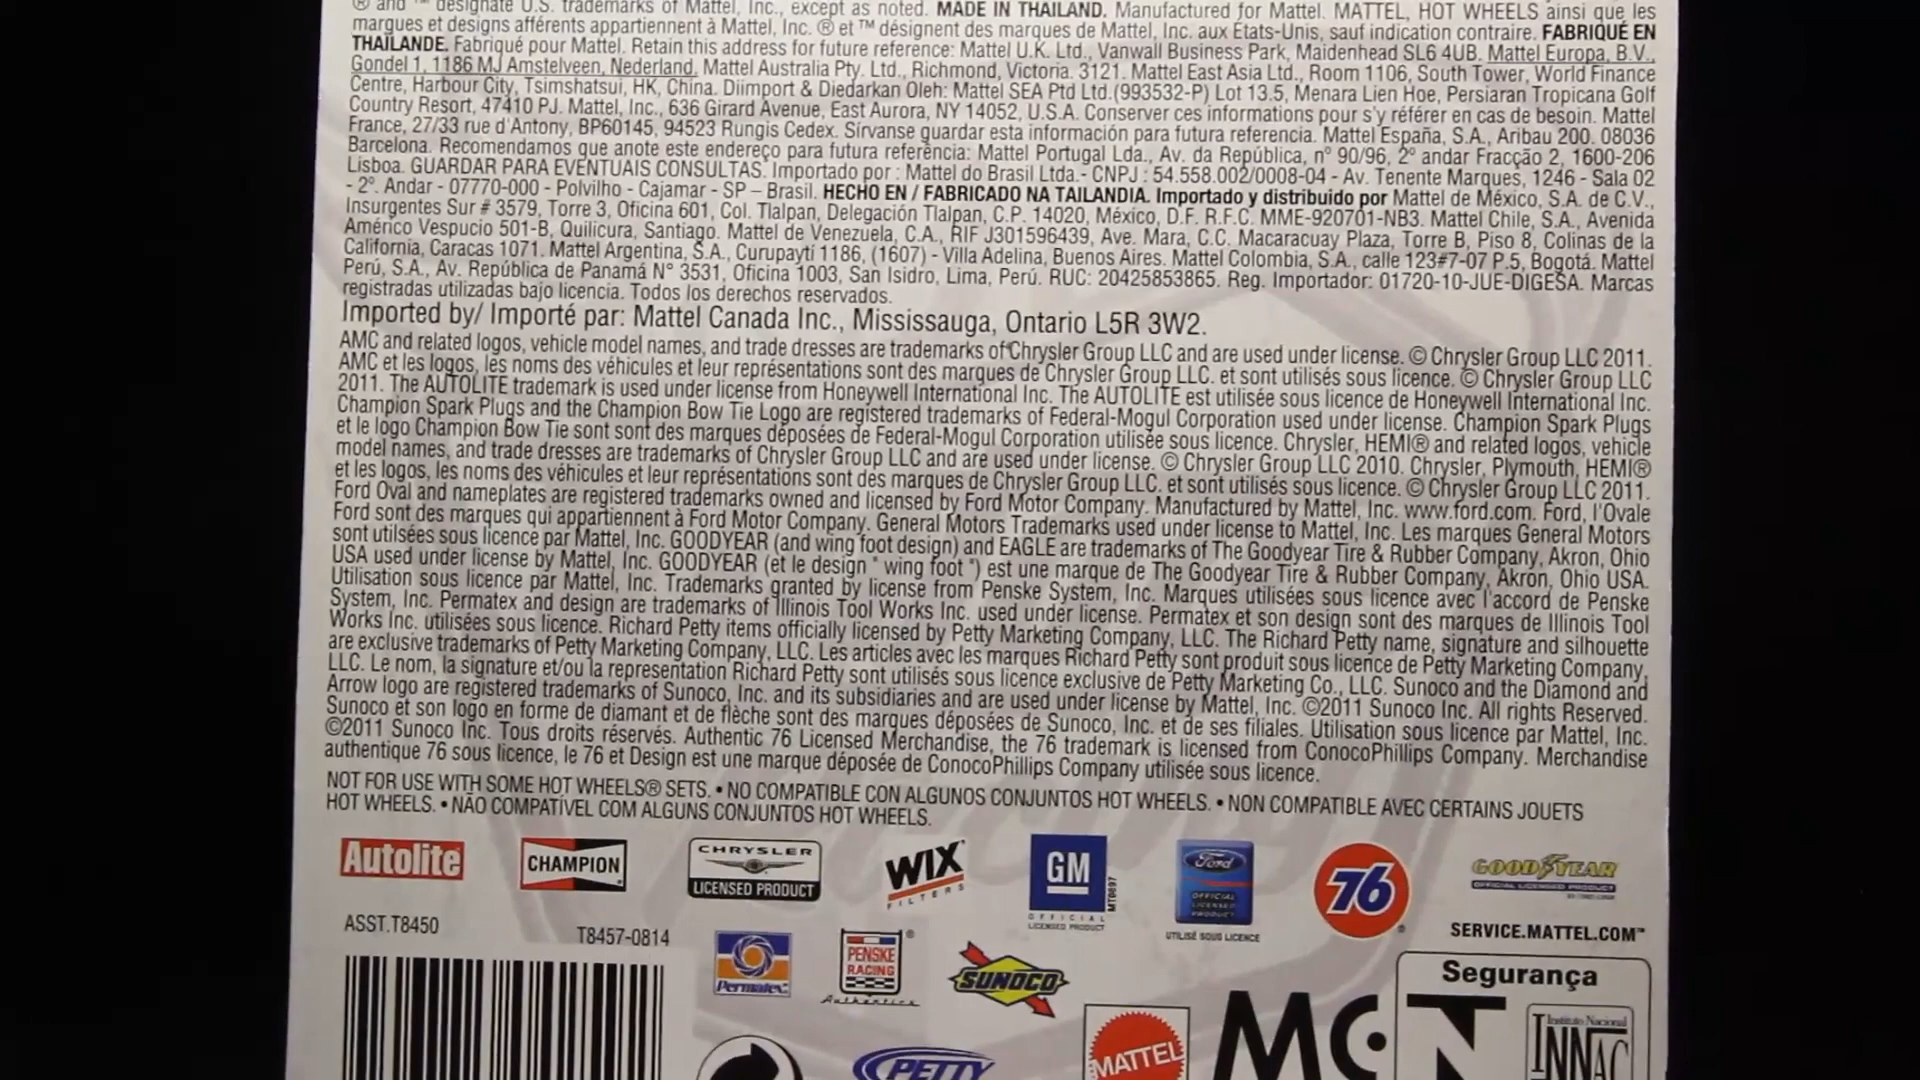 ® and ™ designate U.S. trademarks of Mattel, Inc., except as noted. MADE IN THAILAND. Manufactured for Mattel. MATTEL, HOT WHEELS ainsi que les
marques et designs afférents appartiennent à Mattel, Inc. ® et ™ désignent des marques de Mattel, Inc. aux États-Unis, sauf indication contraire. FABRIQUÉ EN
THAÏLANDE. Fabriqué pour Mattel. Retain this address for future reference: Mattel U.K. Ltd., Vanwall Business Park, Maidenhead SL6 4UB. Mattel Europa, B.V.,
Gondel 1, 1186 MJ Amstelveen, Nederland. Mattel Australia Pty. Ltd., Richmond, Victoria. 3121. Mattel East Asia Ltd., Room 1106, South Tower, World Finance
Centre, Harbour City, Tsimshatsui, HK, China. Diimport & Diedarkan Oleh: Mattel SEA Ptd Ltd.(993532-P) Lot 13.5, Menara Lien Hoe, Persiaran Tropicana Golf
Country Resort, 47410 PJ. Mattel, Inc., 636 Girard Avenue, East Aurora, NY 14052, U.S.A. Conserver ces informations pour s'y référer en cas de besoin. Mattel
France, 27/33 rue d'Antony, BP60145, 94523 Rungis Cedex. Sírvanse guardar esta información para futura referencia. Mattel España, S.A., Aribau 200. 08036
Barcelona. Recomendamos que anote este endereço para futura referência: Mattel Portugal Lda., Av. da República, nº 90/96, 2º andar Fracção 2, 1600-206
Lisboa. GUARDAR PARA EVENTUAIS CONSULTAS. Importado por : Mattel do Brasil Ltda.- CNPJ : 54.558.002/0008-04 - Av. Tenente Marques, 1246 - Sala 02
- 2º. Andar - 07770-000 - Polvilho - Cajamar - SP – Brasil. HECHO EN / FABRICADO NA TAILANDIA. Importado y distribuido por Mattel de México, S.A. de C.V.,
Insurgentes Sur # 3579, Torre 3, Oficina 601, Col. Tlalpan, Delegación Tlalpan, C.P. 14020, México, D.F. R.F.C. MME-920701-NB3. Mattel Chile, S.A., Avenida
Américo Vespucio 501-B, Quilicura, Santiago. Mattel de Venezuela, C.A., RIF J301596439, Ave. Mara, C.C. Macaracuay Plaza, Torre B, Piso 8, Colinas de la
California, Caracas 1071. Mattel Argentina, S.A., Curupaytí 1186, (1607) - Villa Adelina, Buenos Aires. Mattel Colombia, S.A., calle 123#7-07 P.5, Bogotá. Mattel
Perú, S.A., Av. República de Panamá N° 3531, Oficina 1003, San Isidro, Lima, Perú. RUC: 20425853865. Reg. Importador: 01720-10-JUE-DIGESA. Marcas
registradas utilizadas bajo licencia. Todos los derechos reservados.
Imported by/ Importé par: Mattel Canada Inc., Mississauga, Ontario L5R 3W2.
AMC and related logos, vehicle model names, and trade dresses are trademarks of Chrysler Group LLC and are used under license. © Chrysler Group LLC 2011.
AMC et les logos, les noms des véhicules et leur représentations sont des marques de Chrysler Group LLC. et sont utilisés sous licence. © Chrysler Group LLC
2011. The AUTOLITE trademark is used under license from Honeywell International Inc. The AUTOLITE est utilisée sous licence de Honeywell International Inc.
Champion Spark Plugs and the Champion Bow Tie Logo are registered trademarks of Federal-Mogul Corporation used under license. Champion Spark Plugs
et le logo Champion Bow Tie sont sont des marques déposées de Federal-Mogul Corporation utilisée sous licence. Chrysler, HEMI® and related logos, vehicle
model names, and trade dresses are trademarks of Chrysler Group LLC and are used under license. © Chrysler Group LLC 2010. Chrysler, Plymouth, HEMI®
et les logos, les noms des véhicules et leur représentations sont des marques de Chrysler Group LLC. et sont utilisés sous licence. © Chrysler Group LLC 2011.
Ford Oval and nameplates are registered trademarks owned and licensed by Ford Motor Company. Manufactured by Mattel, Inc. www.ford.com. Ford, l'Ovale
Ford sont des marques qui appartiennent à Ford Motor Company. General Motors Trademarks used under license to Mattel, Inc. Les marques General Motors
sont utilsées sous licence par Mattel, Inc. GOODYEAR (and wing foot design) and EAGLE are trademarks of The Goodyear Tire & Rubber Company, Akron, Ohio
USA used under license by Mattel, Inc. GOODYEAR (et le design " wing foot ") est une marque de The Goodyear Tire & Rubber Company, Akron, Ohio USA.
Utilisation sous licence par Mattel, Inc. Trademarks granted by license from Penske System, Inc. Marques utilisées sous licence avec l'accord de Penske
System, Inc. Permatex and design are trademarks of Illinois Tool Works Inc. used under license. Permatex et son design sont des marques de Illinois Tool
Works Inc. utilisées sous licence. Richard Petty items officially licensed by Petty Marketing Company, LLC. The Richard Petty name, signature and silhouette
are exclusive trademarks of Petty Marketing Company, LLC. Les articles avec les marques Richard Petty sont produit sous licence de Petty Marketing Company,
LLC. Le nom, la signature et/ou la representation Richard Petty sont utilisés sous licence exclusive de Petty Marketing Co., LLC. Sunoco and the Diamond and
Arrow logo are registered trademarks of Sunoco, Inc. and its subsidiaries and are used under license by Mattel, Inc. ©2011 Sunoco Inc. All rights Reserved.
Sunoco et son logo en forme de diamant et de flèche sont des marques déposées de Sunoco, Inc. et de ses filiales. Utilisation sous licence par Mattel, Inc.
©2011 Sunoco Inc. Tous droits réservés. Authentic 76 Licensed Merchandise, the 76 trademark is licensed from ConocoPhillips Company. Merchandise
authentique 76 sous licence, le 76 et Design est une marque déposée de ConocoPhillips Company utilisée sous licence.
NOT FOR USE WITH SOME HOT WHEELS® SETS. • NO COMPATIBLE CON ALGUNOS CONJUNTOS HOT WHEELS. • NON COMPATIBLE AVEC CERTAINS JOUETS
HOT WHEELS. • NÃO COMPATÍVEL COM ALGUNS CONJUNTOS HOT WHEELS.
Autolite
CHAMPION
CHRYSLER
LICENSED PRODUCT
WIX
FILTERS
GM
OFFICIAL
LICENSED PRODUCT
MT0897
Ford
OFFICIAL
LICENSED
PRODUCT
UTILISÉ SOUS LICENCE
76
GOODYEAR
OFFICIAL LICENSED PRODUCT
ASST.T8450
T8457-0814
SERVICE.MATTEL.COM™
Permatex
PENSKE
RACING
Authentics
SUNOCO
Segurança
PETTY
MATTEL
Instituto Nacional
INNAC